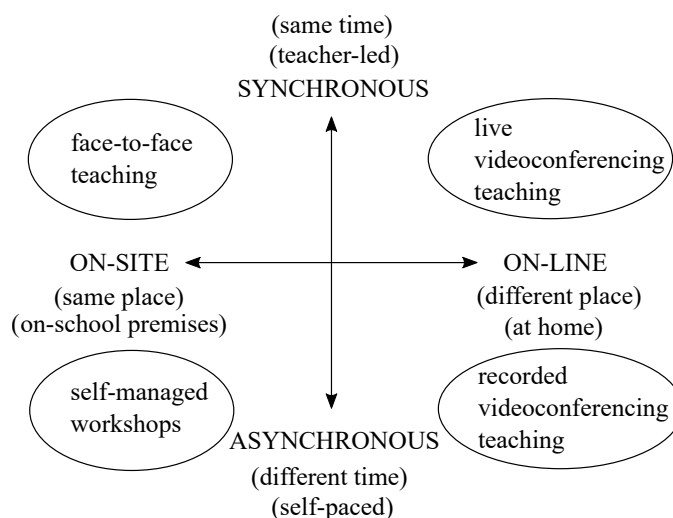 (same time)
(teacher-led)
SYNCHRONOUS
face-to-face
teaching
live
videoconferencing
teaching
ON-SITE
(same place)
(on-school premises)
ON-LINE
(different place)
(at home)
self-managed
workshops
recorded
videoconferencing
teaching
ASYNCHRONOUS
(different time)
(self-paced)